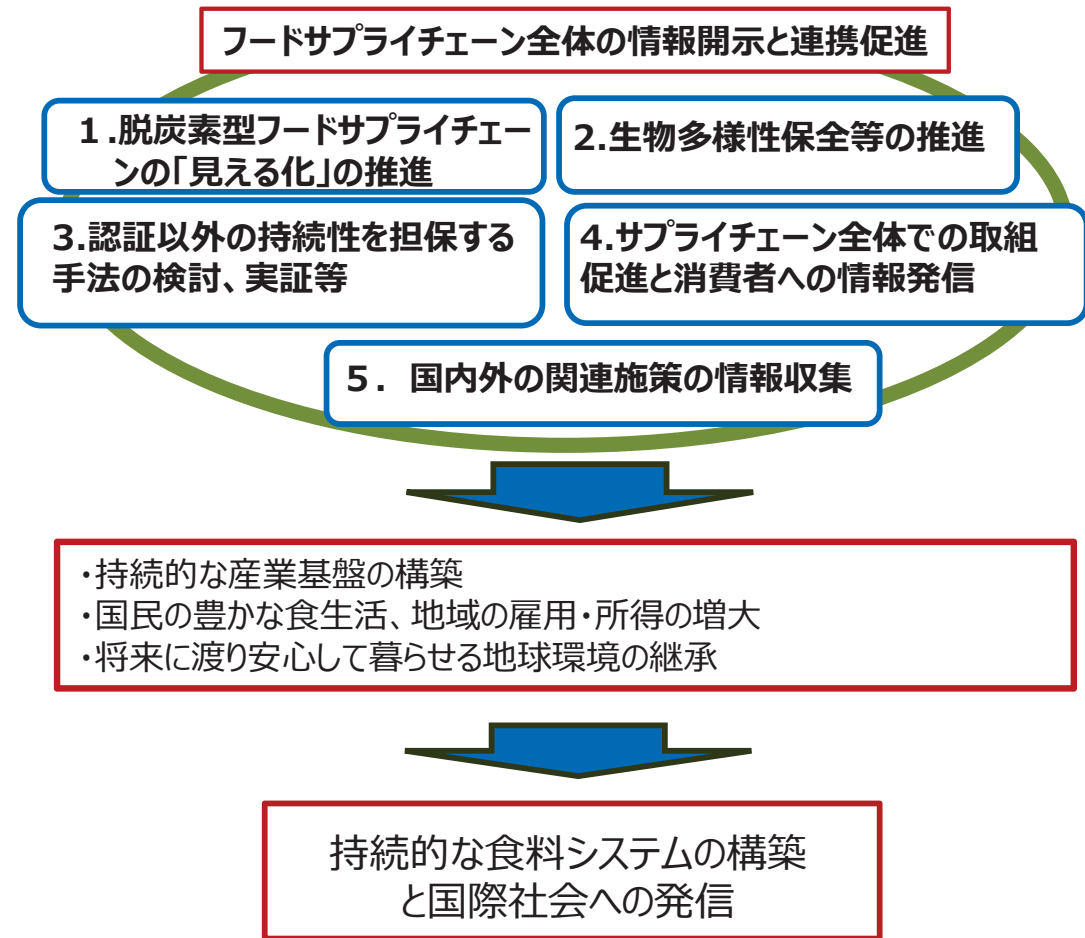 フードサプライチェーン全体の情報開示と連携促進
１.脱炭素型フードサプライチェー
ンの「見える化」の推進
2.生物多様性保全等の推進
3.認証以外の持続性を担保する
手法の検討、実証等
4.サプライチェーン全体での取組
促進と消費者への情報発信
５． 国内外の関連施策の情報収集
・持続的な産業基盤の構築
・国民の豊かな食生活、地域の雇用・所得の増大
・将来に渡り安心して暮らせる地球環境の継承
持続的な食料システムの構築
と国際社会への発信